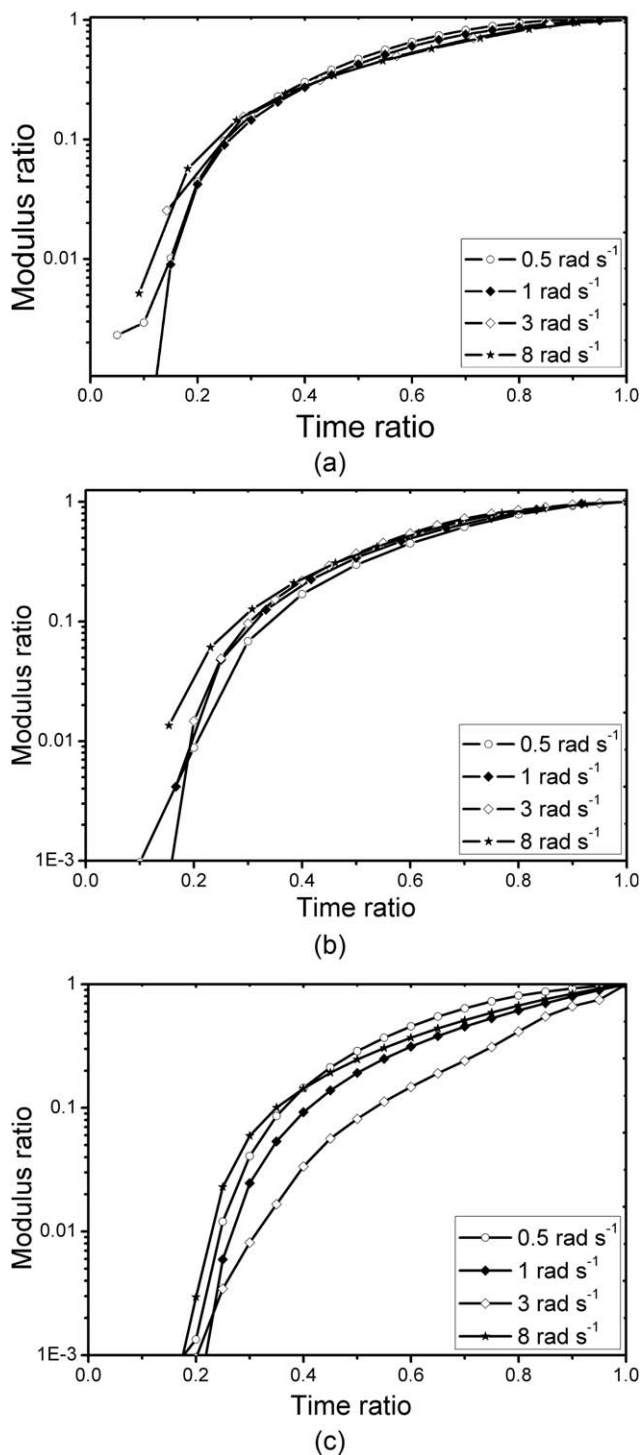 1
0.1
0.01
Modulus ratio
0.5 rad s⁻¹
1 rad s⁻¹
3 rad s⁻¹
8 rad s⁻¹
0.0 0.2 0.4 0.6 0.8 1.0
Time ratio
(a)
1
0.1
0.01
1E-3
Modulus ratio
0.5 rad s⁻¹
1 rad s⁻¹
3 rad s⁻¹
8 rad s⁻¹
0.0 0.2 0.4 0.6 0.8 1.0
Time ratio
(b)
1
0.1
0.01
1E-3
Modulus ratio
0.5 rad s⁻¹
1 rad s⁻¹
3 rad s⁻¹
8 rad s⁻¹
0.0 0.2 0.4 0.6 0.8 1.0
Time ratio
(c)